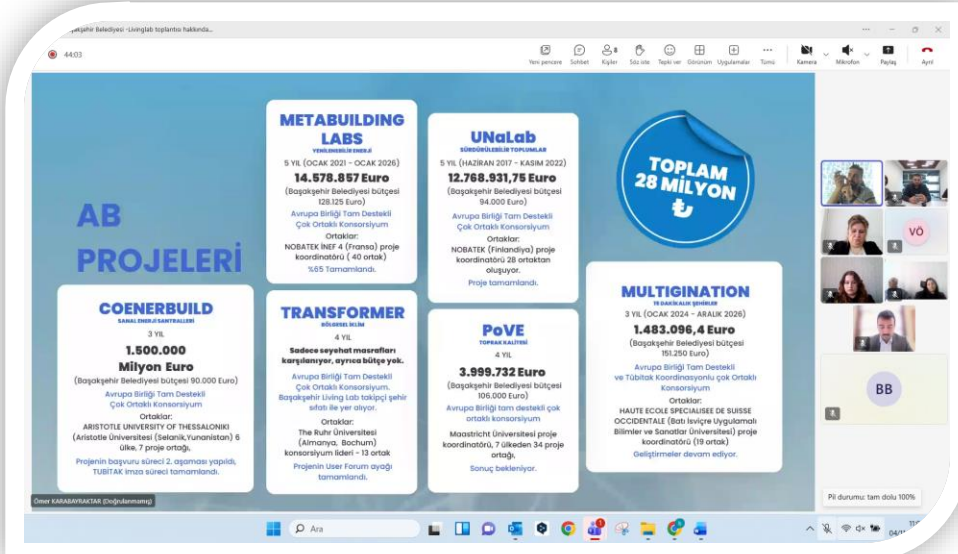 Başakşehir Belediyesi -Livinglab toplantısı hakkında...
44:03
Yeni pencere Sohbet Kişiler 8 Söz iste Tepki ver Görünüm Uygulamalar Tümü Kamera Mikrofon Paylaş Ayrıl
AB
PROJELERİ
METABUILDING
LABS
YENİLENEBİLİR ENERJİ
5 YIL (OCAK 2021 - OCAK 2026)
14.578.857 Euro
(Başakşehir Belediyesi bütçesi
128.125 Euro)
Avrupa Birliği Tam Destekli
Çok Ortaklı Konsorsiyum
Ortaklar:
NOBATEK İNEF 4 (Fransa) proje
koordinatörü ( 40 ortak)
%65 Tamamlandı.
UNaLab
SÜRDÜRÜLEBİLİR TOPLUMLAR
5 YIL (HAZİRAN 2017 - KASIM 2022)
12.768.931,75 Euro
(Başakşehir Belediyesi bütçesi
94.000 Euro)
Avrupa Birliği Tam Destekli
Çok Ortaklı Konsorsiyum
Ortaklar:
NOBATEK (Finlandiya) proje
koordinatörü 28 ortaktan
oluşuyor.
Proje tamamlandı.
TOPLAM
28 MİLYON
₺
COENERBUILD
SANAL ENERJİ SANTRALLERİ
3 YIL
1.500.000
Milyon Euro
(Başakşehir Belediyesi bütçesi 90.000 Euro)
Avrupa Birliği Tam Destekli
Çok Ortaklı Konsorsiyum
Ortaklar:
ARISTOTLE UNIVERSITY OF THESSALONIKI
(Aristotle Üniversitesi (Selanik,Yunanistan) 6
ülke, 7 proje ortağı,
Projenin başvuru süreci 2. aşaması yapıldı,
TUBİTAK imza süreci tamamlandı.
TRANSFORMER
BÖLGESEL İKLİM
4 YIL
Sadece seyehat masrafları
karşılanıyor, ayrıca bütçe yok.
Avrupa Birliği Tam Destekli
Çok Ortaklı Konsorsiyum.
Başakşehir Living Lab takipçi şehir
sıfatı ile yer alıyor.
Ortaklar:
The Ruhr Üniversitesi
(Almanya, Bochum)
konsorsiyum lideri - 13 ortak
Projenin User Forum ayağı
tamamlandı.
PoVE
TOPRAK KALİTESİ
4 YIL
3.999.732 Euro
(Başakşehir Belediyesi bütçesi
106.000 Euro)
Avrupa Birliği tam destekli çok
ortaklı konsorsiyum
Maastricht Üniversitesi proje
koordinatörü, 7 ülkeden 34 proje
ortağı,
Sonuç bekleniyor.
MULTIGINATION
15 DAKİKALIK ŞEHİRLER
3 YIL (OCAK 2024 - ARALIK 2026)
1.483.096,4 Euro
(Başakşehir Belediyesi bütçesi
151.250 Euro)
Avrupa Birliği Tam Destekli
ve Tübitak Koordinasyonlu çok Ortaklı
Konsorsiyum
Ortaklar:
HAUTE ECOLE SPECIALISEE DE SUISSE
OCCIDENTALE (Batı İsviçre Uygulamalı
Bilimler ve Sanatlar Üniversitesi) proje
koordinatörü (19 ortak)
Geliştirmeler devam ediyor.
VÖ
BB
Ömer KARABAYRAKTAR (Doğrulanmamış)
Pil durumu: tam dolu 100%
Ara